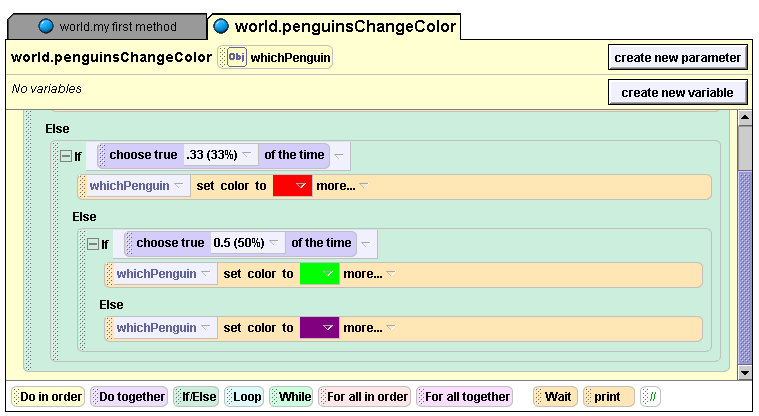 world.my first method world.penguinsChangeColor
world.penguinsChangeColor Obj whichPenguin create new parameter
No variables create new variable
Else
If choose true .33 (33%) of the time
whichPenguin set color to more...
Else
If choose true 0.5 (50%) of the time
whichPenguin set color to more...
Else
whichPenguin set color to more...
Do in order Do together If/Else Loop While For all in order For all together Wait print //